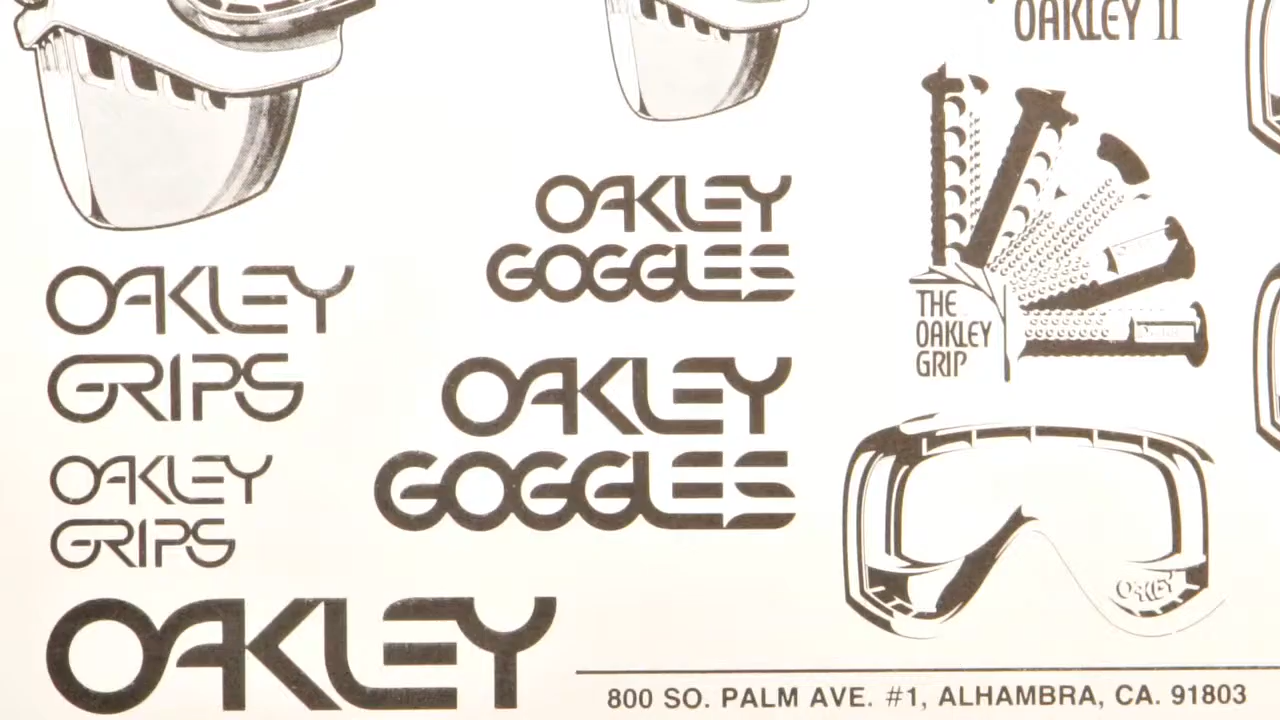 OAKLEY II
OAKLEY
GOGGLES
THE
OAKLEY
GRIP
OAKLEY
GRIPS
OAKLEY
GOGGLES
OAKLEY
GRIPS
OAKLEY
OAKLEY
800 SO. PALM AVE. #1, ALHAMBRA, CA. 91803